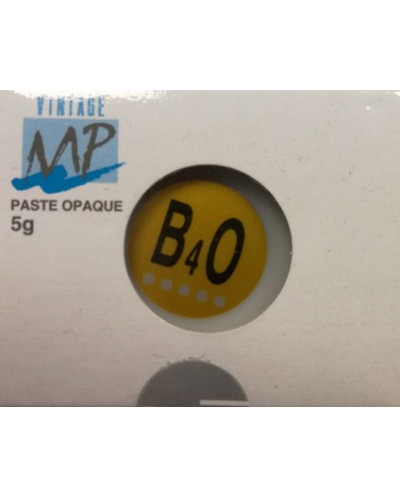 VINTAGE
MP
PASTE OPAQUE
5g
B4O